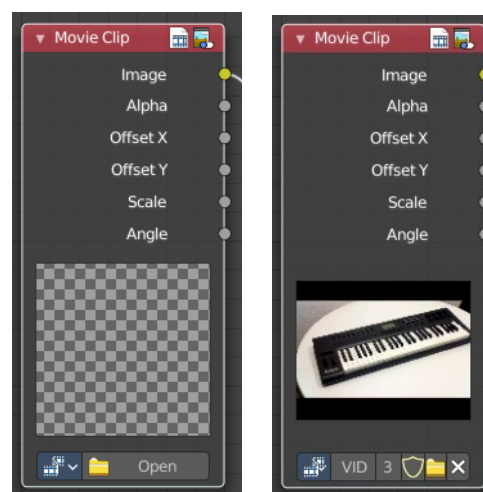 Movie Clip
Image
Alpha
Offset X
Offset Y
Scale
Angle
Open
Movie Clip
Image
Alpha
Offset X
Offset Y
Scale
Angle
VID 3